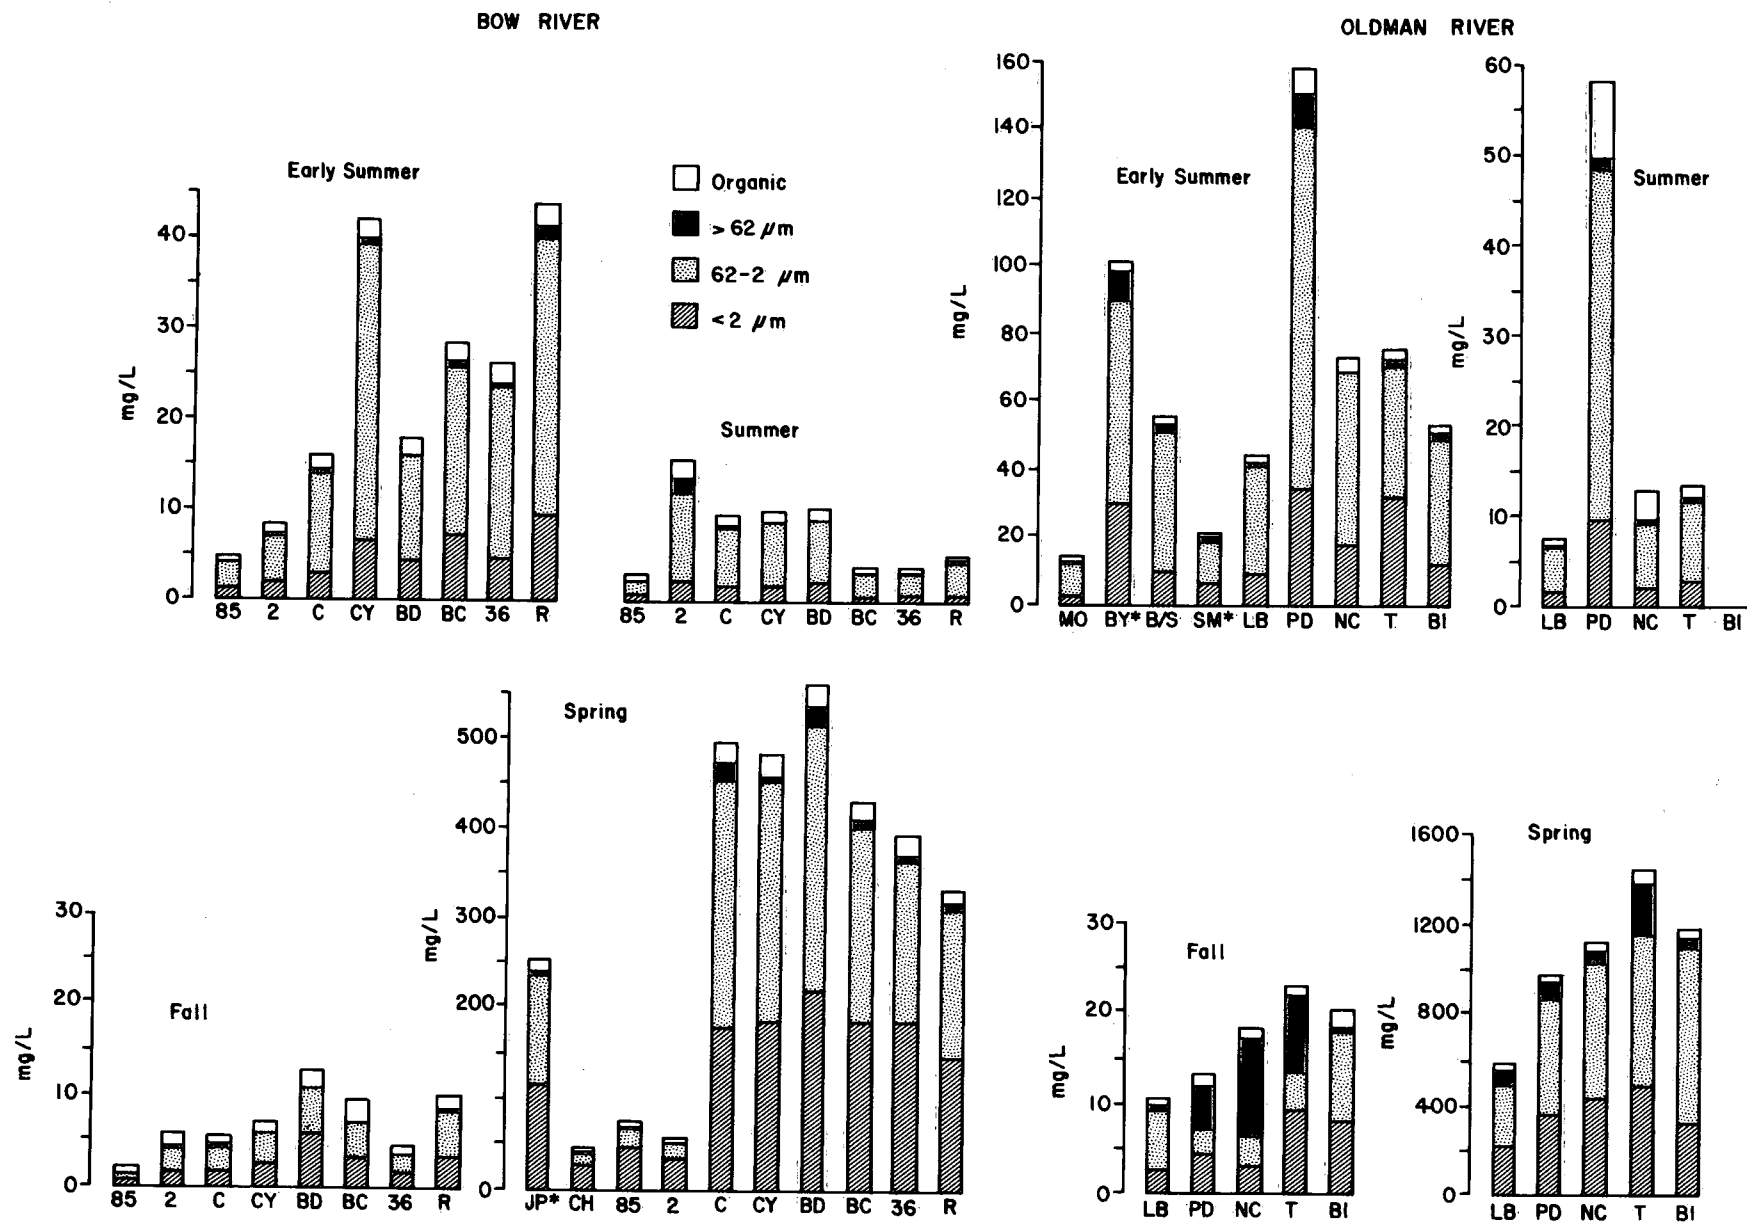 BOW RIVER
OLDMAN RIVER
Early Summer
mg/L
40
30
20
10
0
85 2 C CY BD BC 36 R
Organic
> 62 μm
62-2 μm
< 2 μm
Summer
85 2 C CY BD BC 36 R
Early Summer
mg/L
160
140
120
100
80
60
40
20
0
MO BY* B/S SM* LB PD NC T BI
Summer
mg/L
60
50
40
30
20
10
0
LB PD NC T BI
Fall
mg/L
30
20
10
0
85 2 C CY BD BC 36 R
Spring
mg/L
500
400
300
200
0
JP* CH 85 2 C CY BD BC 36 R
Fall
mg/L
30
20
10
0
LB PD NC T BI
Spring
mg/L
1600
1200
800
400
0
LB PD NC T BI